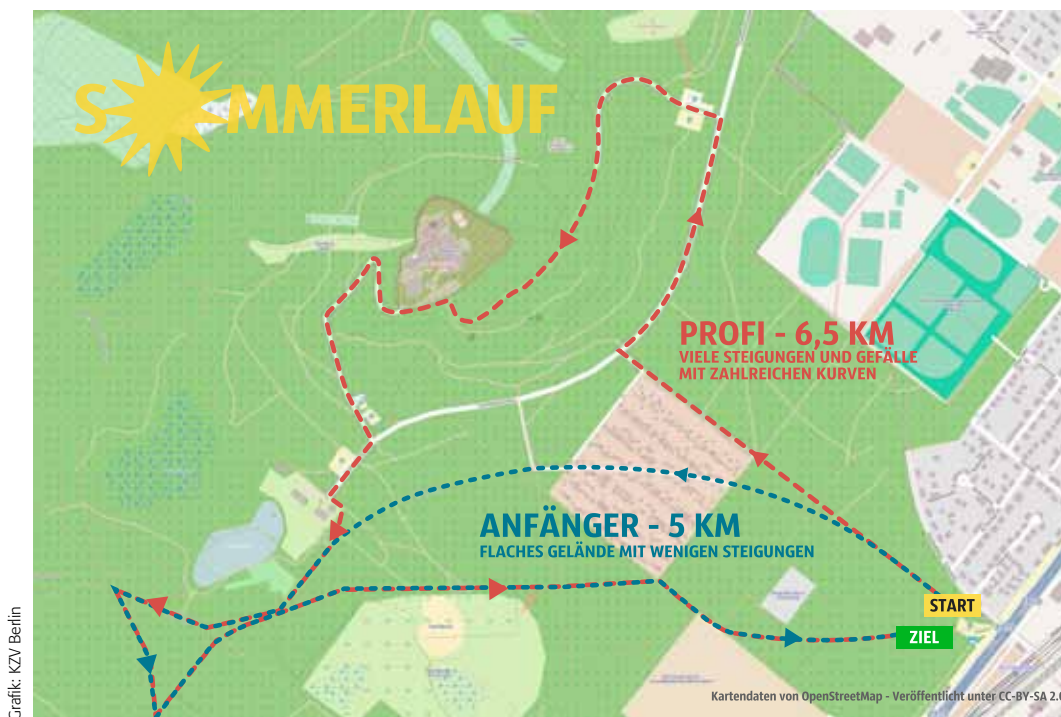 SOMMERLAUF
PROFI - 6,5 KM
VIELE STEIGUNGEN UND GEFÄLLE
MIT ZAHLREICHEN KURVEN
ANFÄNGER - 5 KM
FLACHES GELÄNDE MIT WENIGEN STEIGUNGEN
START
ZIEL
Kartendaten von OpenStreetMap - Veröffentlicht unter CC-BY-SA 2.0
Grafik: KZV Berlin